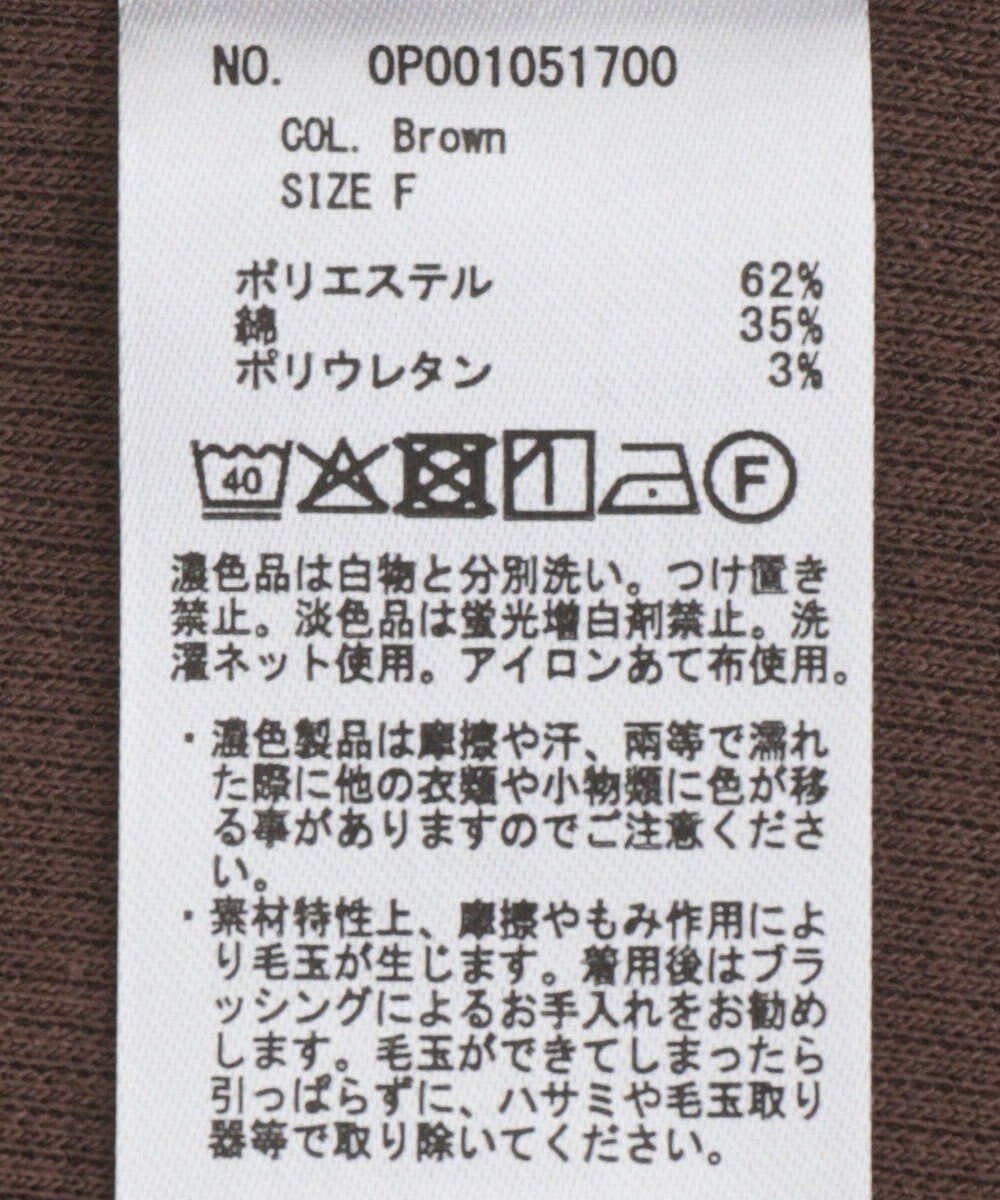 NO. OP001051700
COL. Brown
SIZE F
ポリエステル 62%
綿 35%
ポリウレタン 3%
40 F
濃色品は白物と分別洗い。つけ置き
禁止。淡色品は蛍光増白剤禁止。洗
濯ネット使用。アイロンあて布使用。
・濃色製品は摩擦や汗、雨等で濡れ
た際に他の衣類や小物類に色が移
る事がありますのでご注意くださ
い。
・素材特性上、摩擦やもみ作用によ
り毛玉が生じます。着用後はブラ
ッシングによるお手入れをお勧め
します。毛玉ができてしまったら
引っぱらずに、ハサミや毛玉取り
器等で取り除いてください。